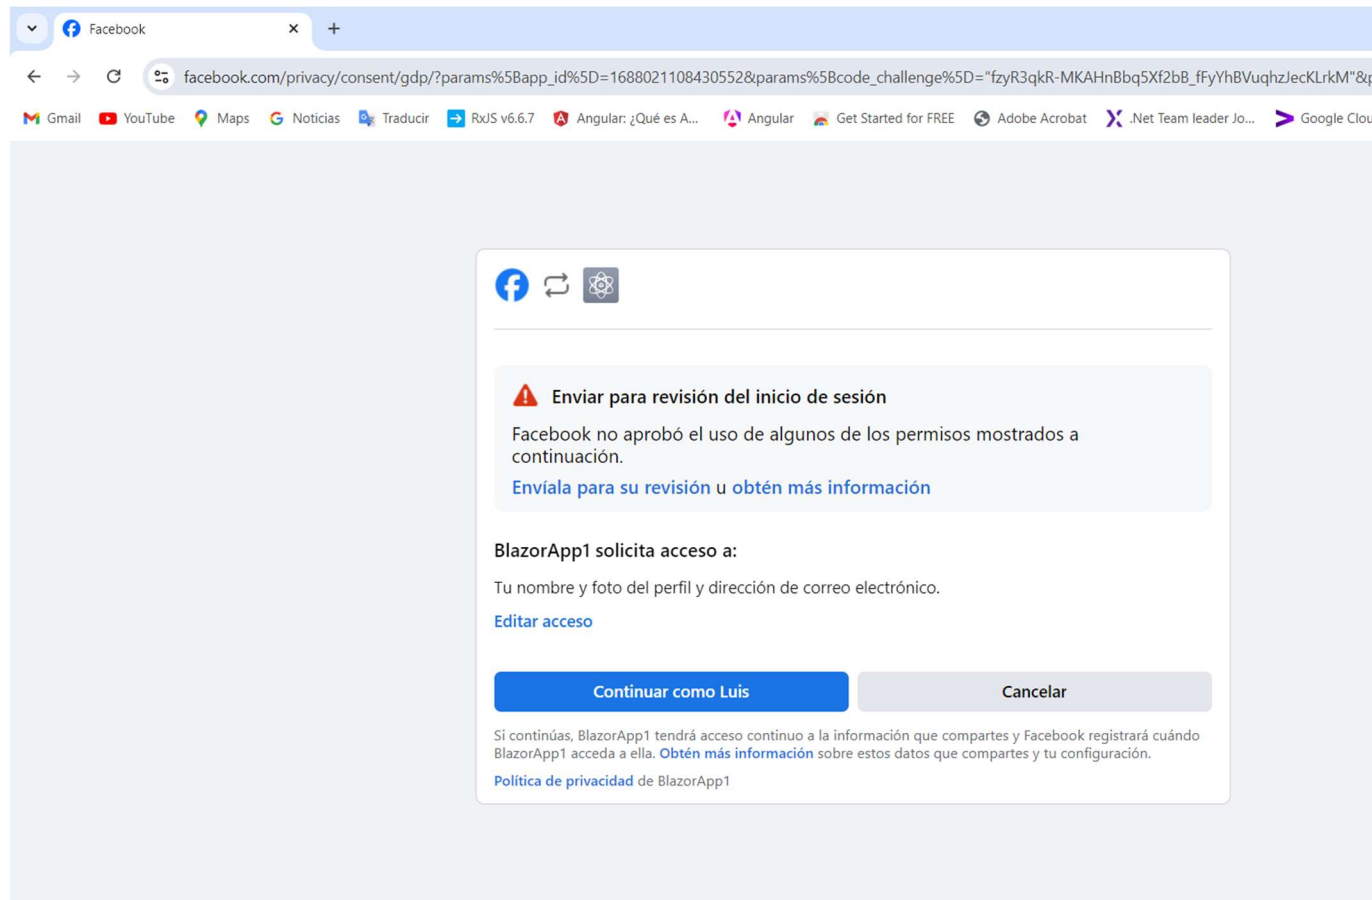 Facebook
facebook.com/privacy/consent/gdp/?params%5Bapp_id%5D=1688021108430552&params%5Bcode_challenge%5D="fzyR3qkR-MKAHnBbq5Xf2bB_fFyYhBVuqhzJecKLrkM"&p
Gmail YouTube Maps Noticias Traducir RxJS v6.6.7 Angular: ¿Qué es A... Angular Get Started for FREE Adobe Acrobat .Net Team leader Jo... Google Clou
Enviar para revisión del inicio de sesión
Facebook no aprobó el uso de algunos de los permisos mostrados a
continuación.
Envíala para su revisión u obtén más información
BlazorApp1 solicita acceso a:
Tu nombre y foto del perfil y dirección de correo electrónico.
Editar acceso
Continuar como Luis Cancelar
Si continúas, BlazorApp1 tendrá acceso continuo a la información que compartes y Facebook registrará cuándo
BlazorApp1 acceda a ella. Obtén más información sobre estos datos que compartes y tu configuración.
Política de privacidad de BlazorApp1